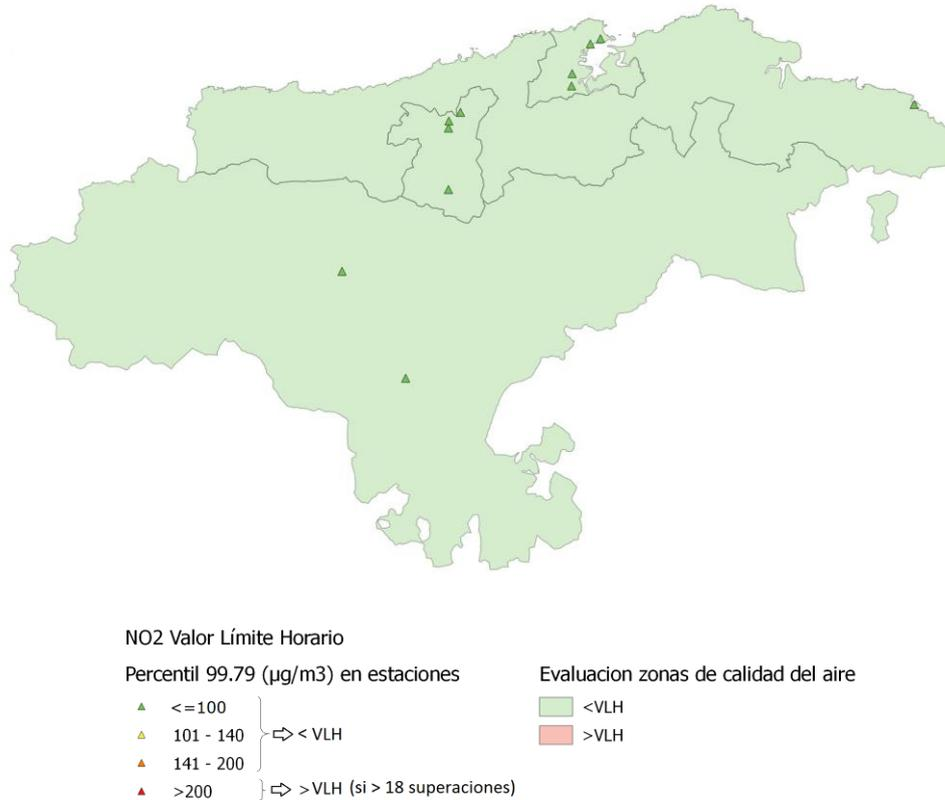 NO2 Valor Límite Horario
Percentil 99.79 (µg/m3) en estaciones
<=100
101 - 140
141 - 200
< VLH
>200
>VLH (si > 18 superaciones)
Evaluacion zonas de calidad del aire
<VLH
>VLH